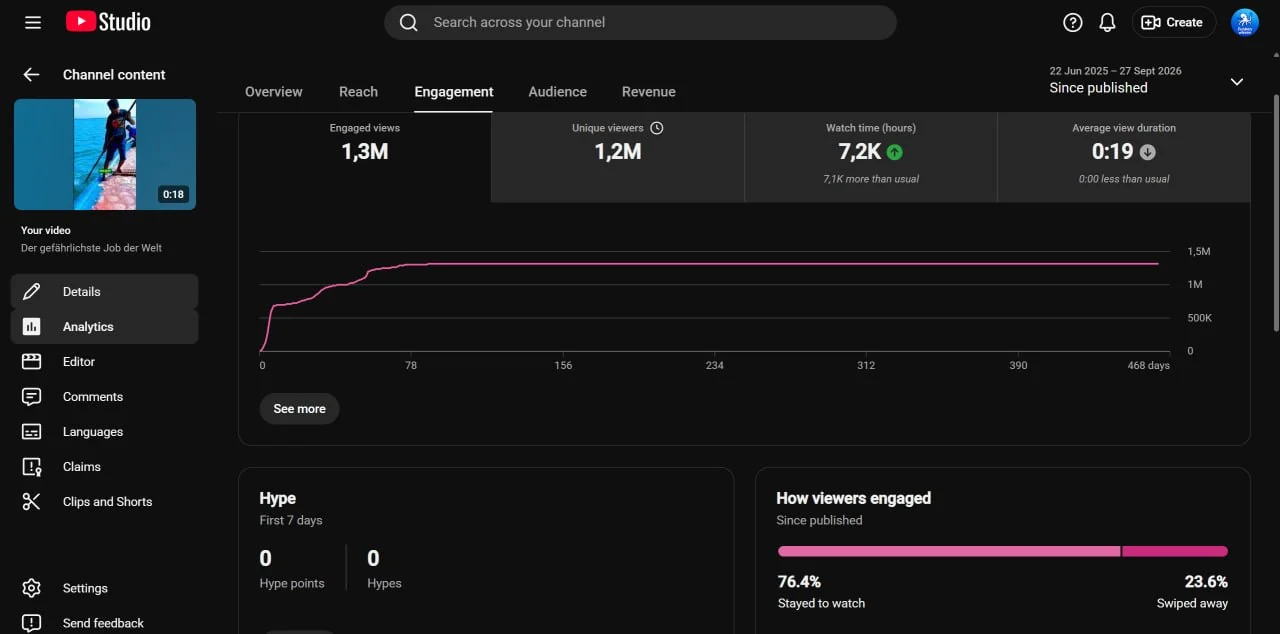 Studio
Search across your channel
Create
Channel content
0:18
Your video
Der gefährlichste Job der Welt
Details
Analytics
Editor
Comments
Languages
Claims
Clips and Shorts
Settings
Send feedback
Overview
Reach
Engagement
Audience
Revenue
22 Jun 2025 – 27 Sept 2026
Since published
Engaged views
1,3M
Unique viewers
1,2M
Watch time (hours)
7,2K
7,1K more than usual
Average view duration
0:19
0:00 less than usual
1,5M
1M
500K
0
0 78 156 234 312 390 468 days
See more
Hype
First 7 days
0
Hype points
0
Hypes
How viewers engaged
Since published
76.4%
Stayed to watch
23.6%
Swiped away